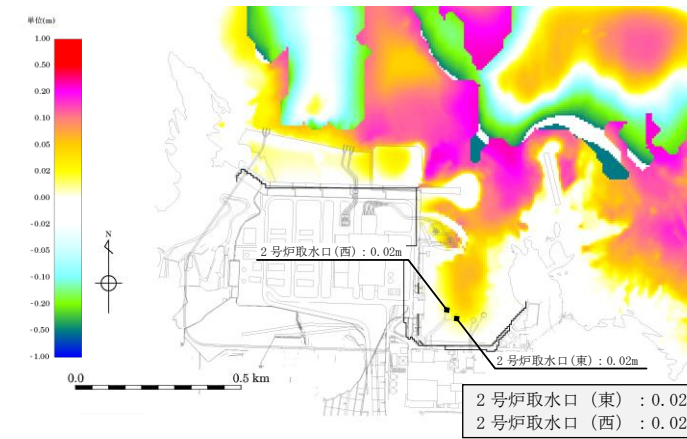 単位(m)
1.00
0.50
0.20
0.10
0.05
0.02
0.00
-0.02
-0.05
-0.10
-0.20
-0.50
-1.00
N
2号炉取水口(西)：0.02m
2号炉取水口(東)：0.02m
0.0 0.5 km
2号炉取水口（東）：0.02
2号炉取水口（西）：0.02